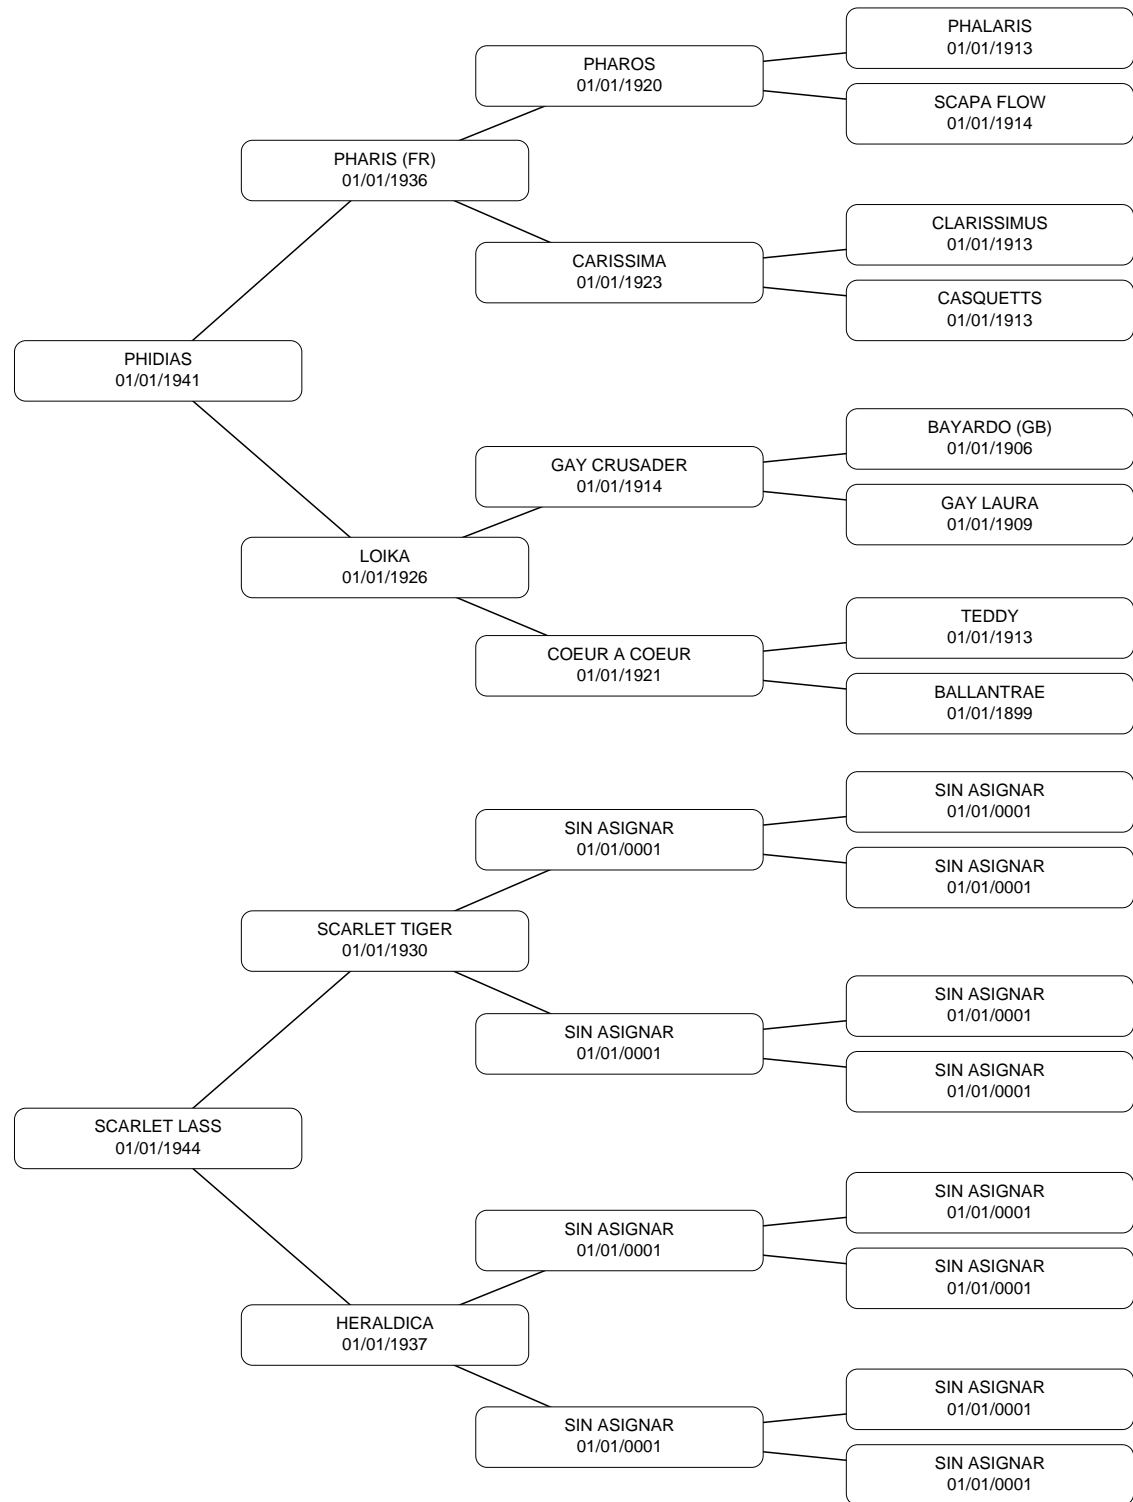 PHALARIS
01/01/1913
PHAROS
01/01/1920
SCAPA FLOW
01/01/1914
PHARIS (FR)
01/01/1936
CLARISSIMUS
01/01/1913
CARISSIMA
01/01/1923
CASQUETTS
01/01/1913
PHIDIAS
01/01/1941
BAYARDO (GB)
01/01/1906
GAY CRUSADER
01/01/1914
GAY LAURA
01/01/1909
LOIKA
01/01/1926
TEDDY
01/01/1913
COEUR A COEUR
01/01/1921
BALLANTRAE
01/01/1899
SIN ASIGNAR
01/01/0001
SIN ASIGNAR
01/01/0001
SIN ASIGNAR
01/01/0001
SCARLET TIGER
01/01/1930
SIN ASIGNAR
01/01/0001
SIN ASIGNAR
01/01/0001
SIN ASIGNAR
01/01/0001
SCARLET LASS
01/01/1944
SIN ASIGNAR
01/01/0001
SIN ASIGNAR
01/01/0001
SIN ASIGNAR
01/01/0001
HERALDICA
01/01/1937
SIN ASIGNAR
01/01/0001
SIN ASIGNAR
01/01/0001
SIN ASIGNAR
01/01/0001